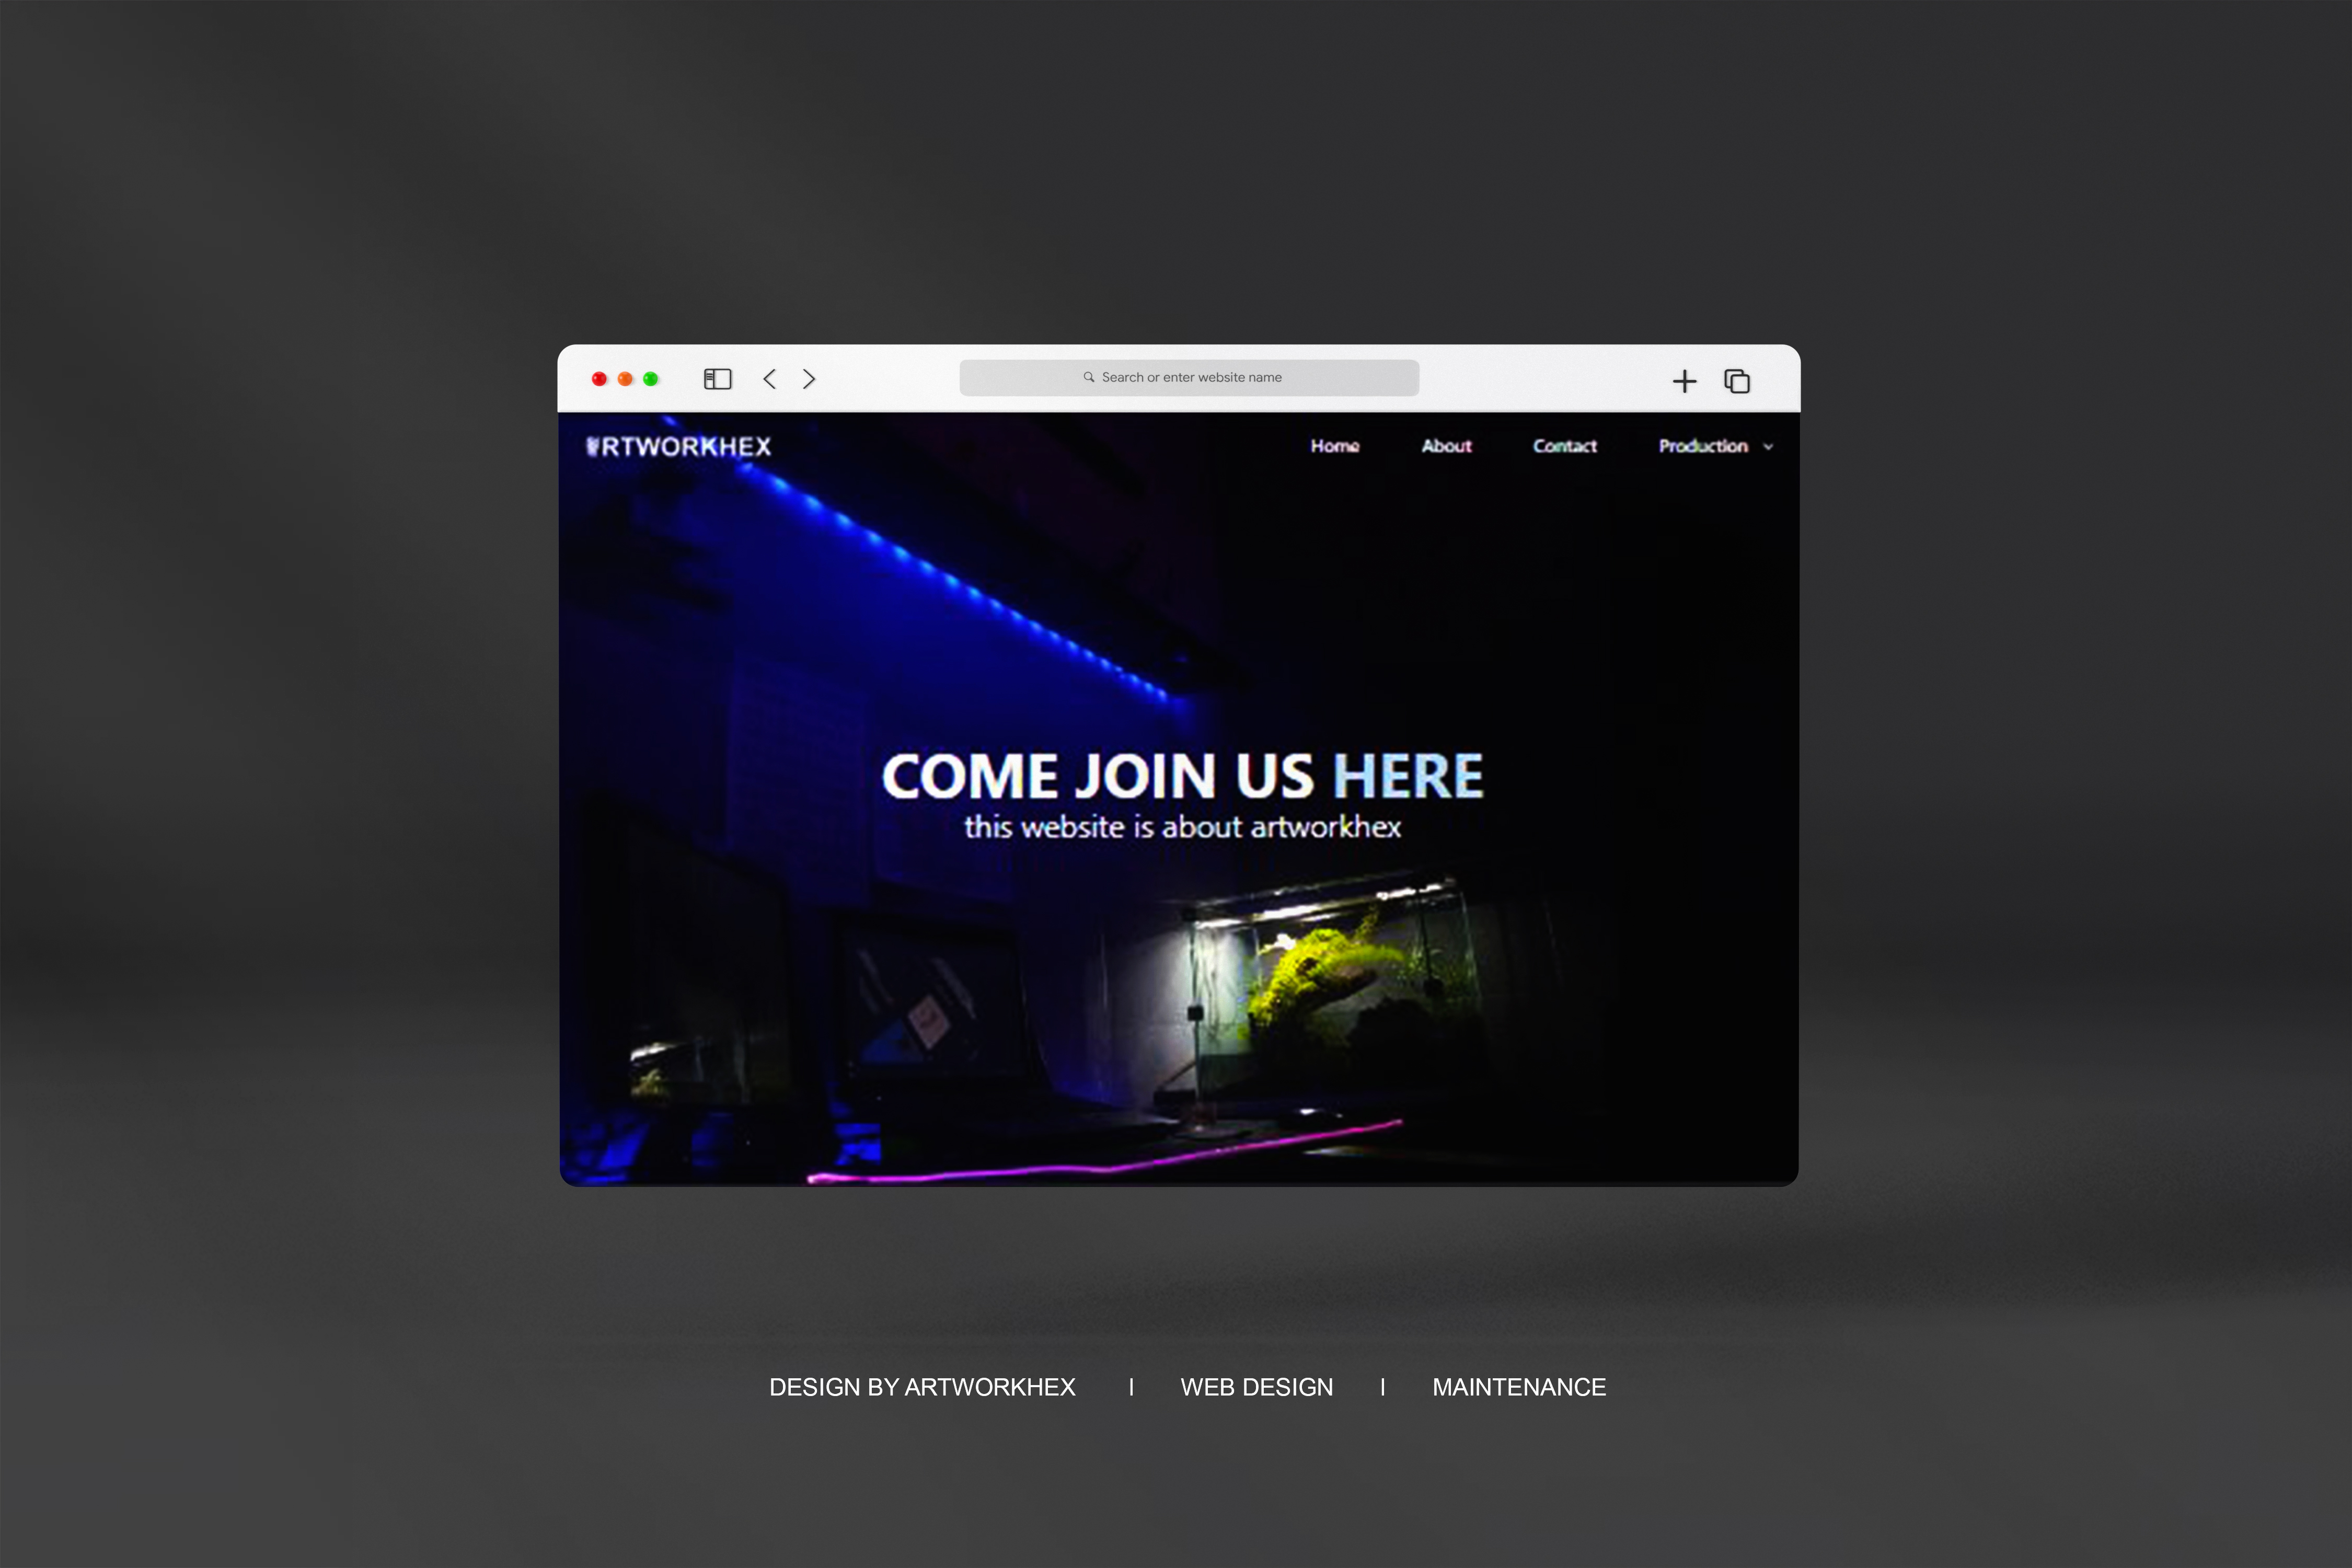 Search or enter website name
ARTWORKHEX
Home About Contact Production
COME JOIN US HERE
this website is about artworkhex
DESIGN BY ARTWORKHEX | WEB DESIGN | MAINTENANCE